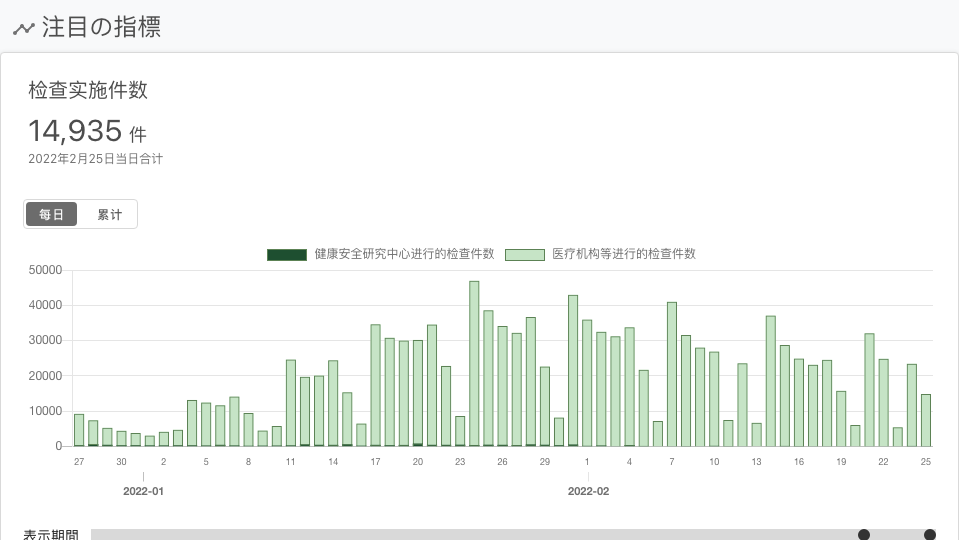 注目の指標
检查实施件数
14,935 件
2022年2月25日当日合计
每日 累计
健康安全研究中心进行的检查件数 医疗机构等进行的检查件数
50000
40000
30000
20000
10000
0
27 30 2 5 8 11 14 17 20 23 26 29 1 4 7 10 13 16 19 22 25
2022-01 2022-02
表示期間